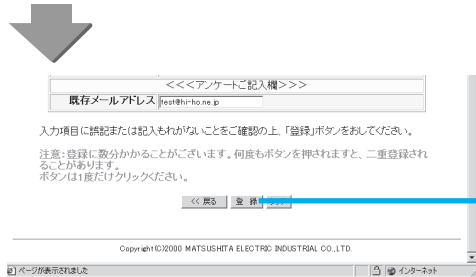 <<<アンケートご記入欄>>>
既存メールアドレス test@hi-ho.ne.jp
入力項目に誤記または記入もれがないことをご確認の上、「登録」ボタンをおしてください。
注意:登録に数分かかることがございます。何度もボタンを押されますと、二重登録され
ることがあります。
ボタンは1度だけクリックください。
<< 戻る 登 録
Copyright(C)2000 MATSUSHITA ELECTRIC INDUSTRIAL CO.,LTD.
ページが表示されました インターネット